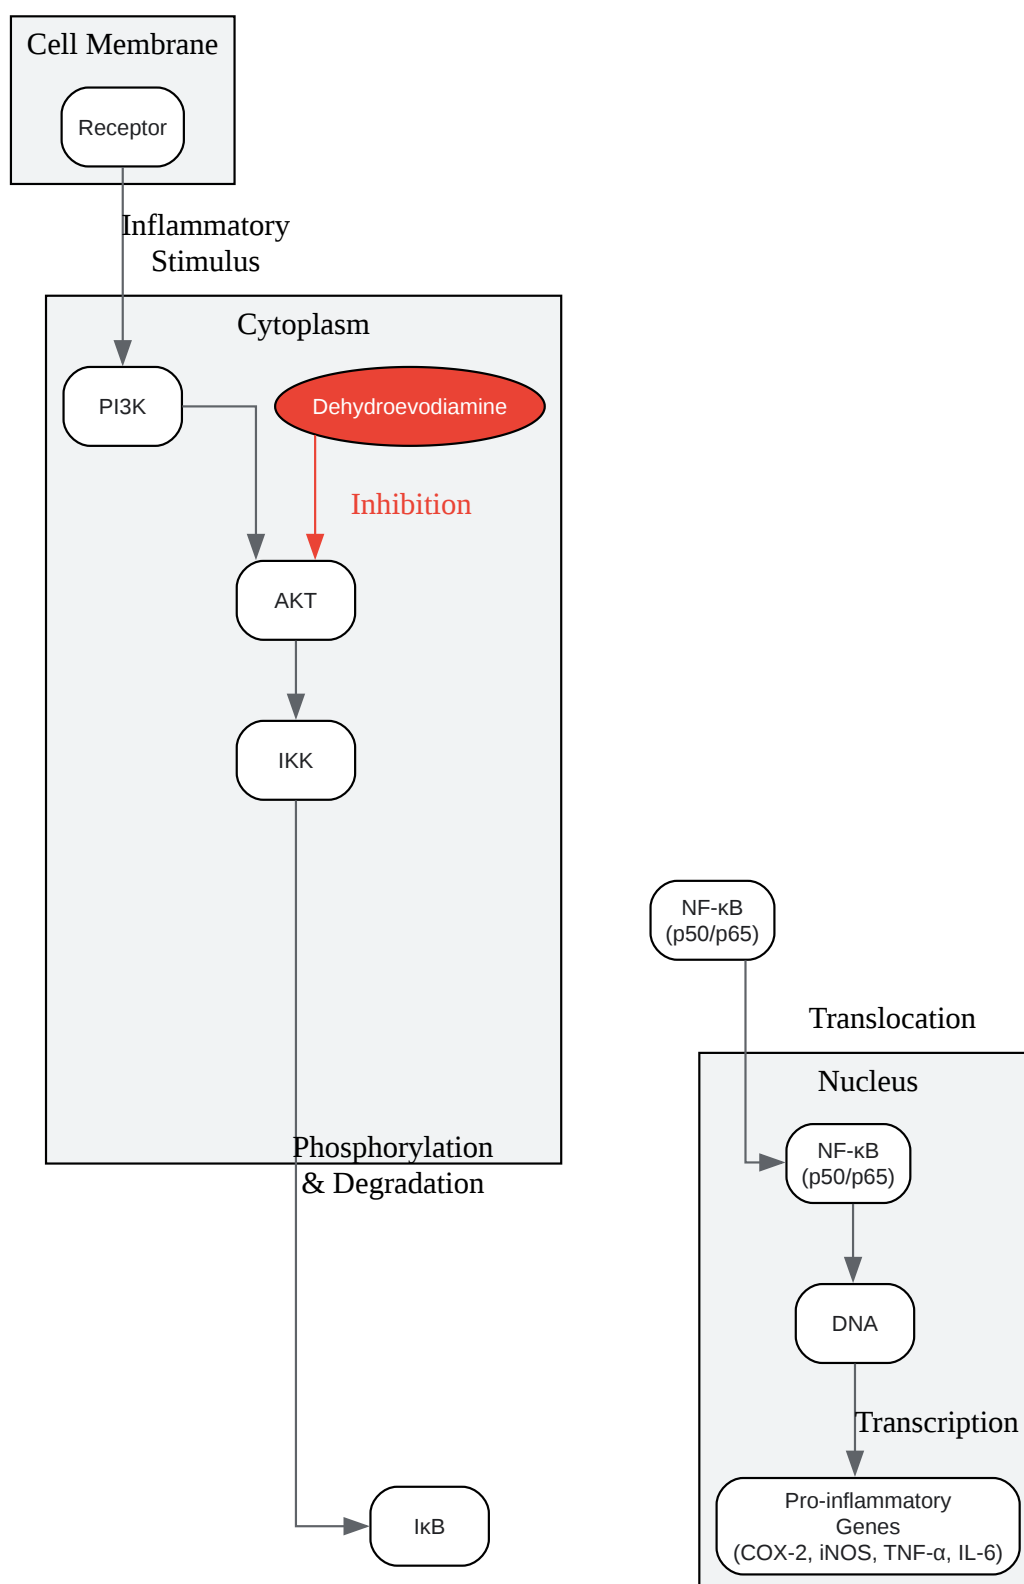 Cell Membrane
Receptor
Inflammatory
Stimulus
Cytoplasm
PI3K
Dehydroevodiamine
Inhibition
AKT
IKK
NF-κB
(p50/p65)
Translocation
Nucleus
NF-κB
(p50/p65)
Phosphorylation
& Degradation
DNA
Transcription
IκB
Pro-inflammatory
Genes
(COX-2, iNOS, TNF-α, IL-6)